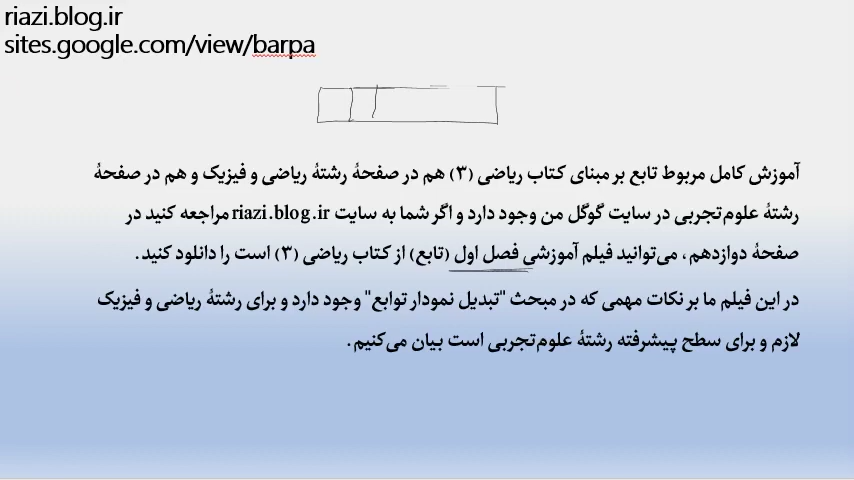 riazi.blog.ir
sites.google.com/view/barpa
آموزش کامل مربوط تابع بر مبنای کتاب ریاضی (۳) هم در صفحهٔ رشتهٔ ریاضی و فیزیک و هم در صفحهٔ
رشتهٔ علوم‌تجربی در سایت گوگل من وجود دارد و اگر شما به سایت riazi.blog.ir مراجعه کنید در
صفحهٔ دوازدهم، می‌توانید فیلم آموزشی فصل اول (تابع) از کتاب ریاضی (۳) است را دانلود کنید.
در این فیلم ما بر نکات مهمی که در مبحث "تبدیل نمودار توابع" وجود دارد و برای رشتهٔ ریاضی و فیزیک
لازم و برای سطح پیشرفته رشتهٔ علوم‌تجربی است بیان می‌کنیم.